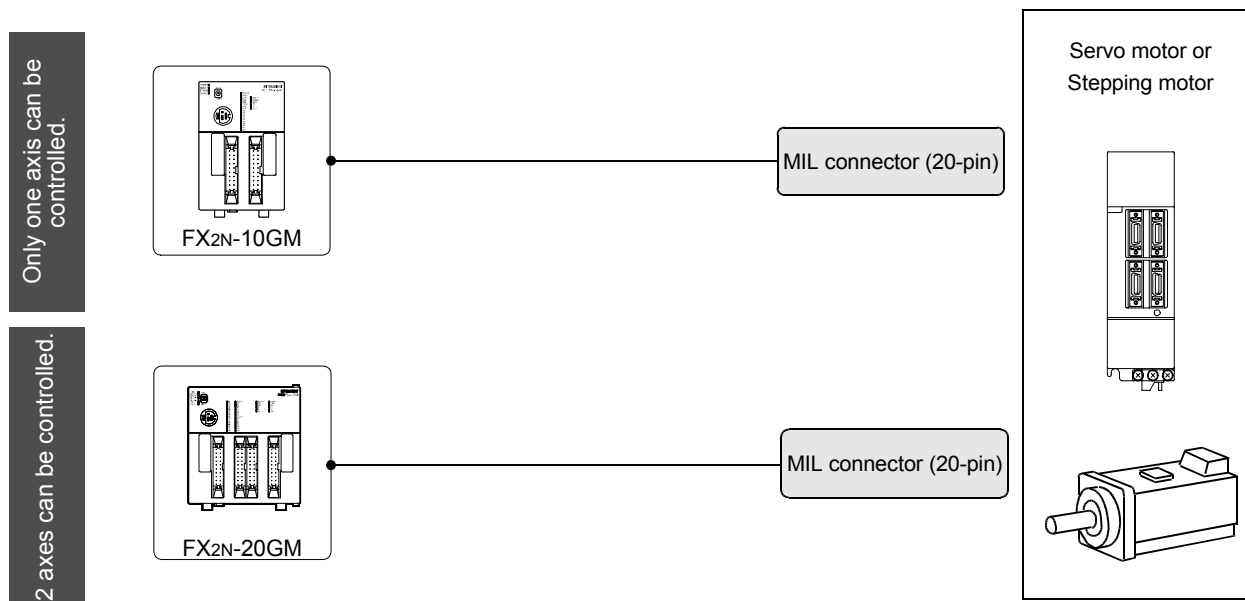 Only one axis can be
controlled.
FX2N-10GM
MIL connector (20-pin)
Servo motor or
Stepping motor
2 axes can be controlled.
FX2N-20GM
MIL connector (20-pin)